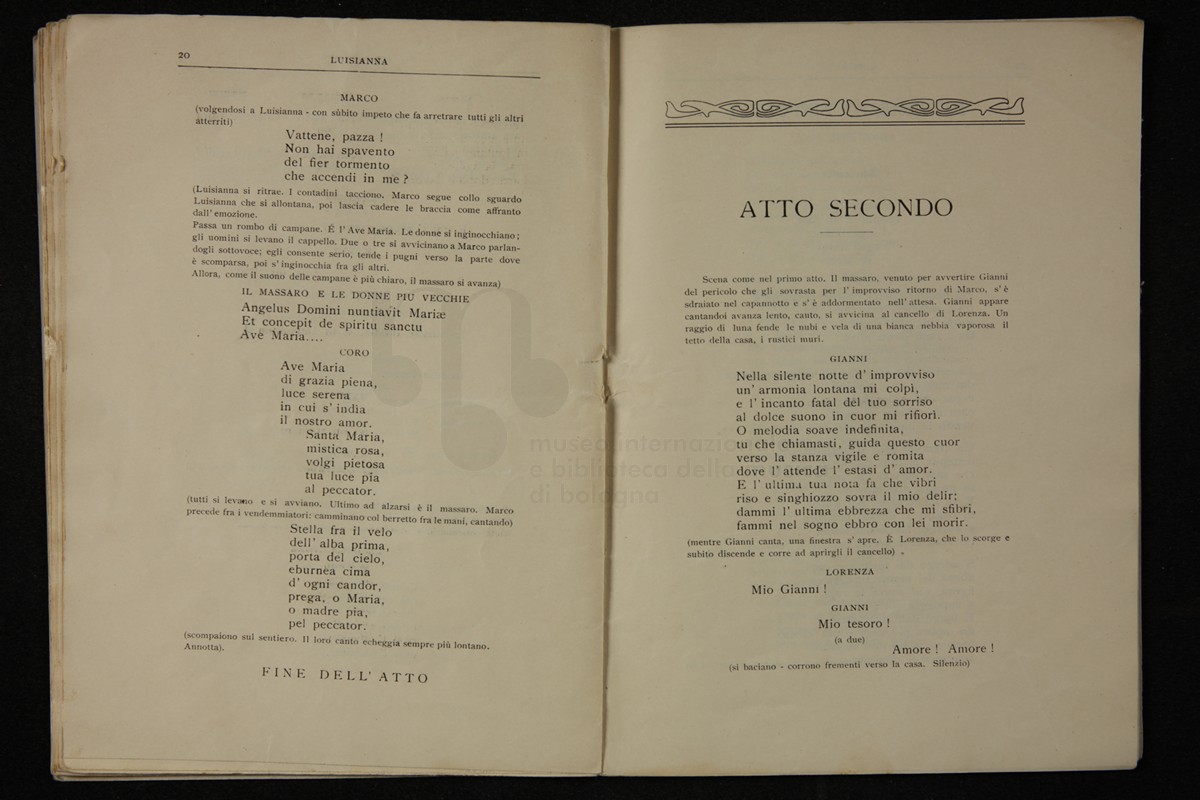 20
LUISIANNA
MARCO
(volgendosi a Luisianna - con sùbito impeto che fa arretrare tutti gli altri
atterriti)
Vattene, pazza !
Non hai spavento
del fier tormento
che accendi in me ?
(Luisianna si ritrae. I contadini tacciono. Marco segue collo sguardo
Luisianna che si allontana, poi lascia cadere le braccia come affranto
dall' emozione.
Passa un rombo di campane. È l' Ave Maria. Le donne si inginocchiano;
gli uomini si levano il cappello. Due o tre si avvicinano a Marco parlan-
dogli sottovoce; egli consente serio, tende i pugni verso la parte dove
è scomparsa, poi s' inginocchia fra gli altri.
Allora, come il suono delle campane è più chiaro, il massaro si avanza)
IL MASSARO E LE DONNE PIU VECCHIE
Angelus Domini nuntiavit Mariæ
Et concepit de spiritu sanctu
Ave Maria....
CORO
Ave Maria
di grazia piena,
luce serena
in cui s' indìa
il nostro amor.
Santa Maria,
mistica rosa,
volgi pietosa
tua luce pia
al peccator.
(tutti si levano e si avviano. Ultimo ad alzarsi è il massaro. Marco
precede fra i vendemmiatori; camminano col berretto fra le mani, cantando)
Stella fra il velo
dell' alba prima,
porta del cielo,
eburnea cima
d' ogni candòr,
prega, o Maria,
o madre pia,
pel peccator.
(scompaiono sul sentiero. Il loro canto echeggia sempre più lontano.
Annotta).
FINE DELL' ATTO
ATTO SECONDO
Scena come nel primo atto. Il massaro, venuto per avvertire Gianni
del pericolo che gli sovrasta per l' improvviso ritorno di Marco, s' è
sdraiato nel capannotto e s' è addormentato nell' attesa. Gianni appare
cantandoi avanza lento, canto, si avvicina al cancello di Lorenza. Un
raggio di luna fende le nubi e vela di una bianca nebbia vaporosa il
tetto della casa, i rustici muri.
GIANNI
Nella silente notte d' improvviso
un' armonia lontana mi colpì,
e l' incanto fatal del tuo sorriso
al dolce suono in cuor mi rifiorì.
O melodia soave indefinita,
tu che chiamasti, guida questo cuor
verso la stanza vigile e romita
dove l' attende l' estasi d' amor.
E l' ultima tua nota fa che vibri
riso e singhiozzo sovra il mio delir;
dammi l' ultima ebbrezza che mi sfibri,
fammi nel sogno ebbro con lei morir.
(mentre Gianni canta, una finestra s' apre. È Lorenza, che lo scorge e
subito discende e corre ad aprirgli il cancello) .
LORENZA
Mio Gianni !
GIANNI
Mio tesoro !
(a due)
Amore ! Amore !
(si baciano - corrono frementi verso la casa. Silenzio)
museo internazio
e biblioteca della
di bologna